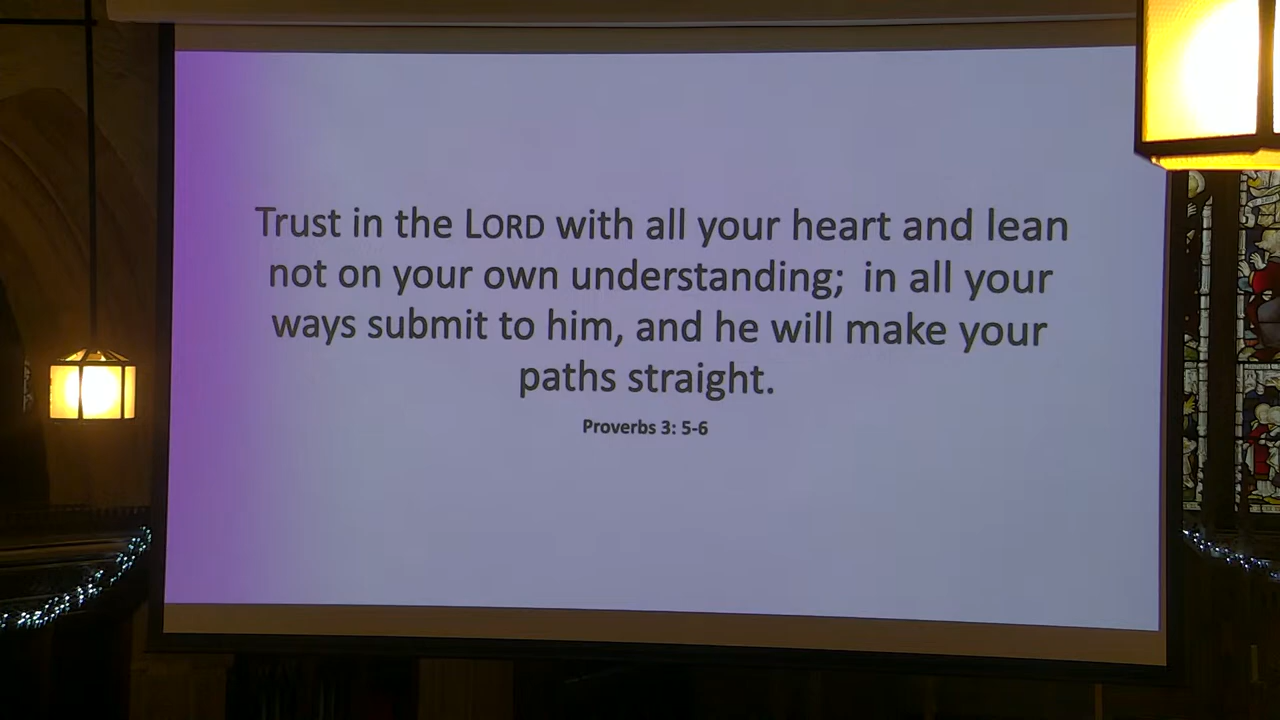 Trust in the LORD with all your heart and lean
not on your own understanding; in all your
ways submit to him, and he will make your
paths straight.
Proverbs 3: 5-6